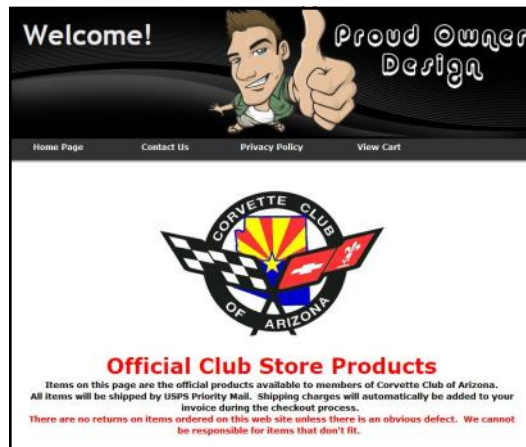 Welcome!
Proud Owner
Design
Home Page Contact Us Privacy Policy View Cart
CORVETTE CLUB
OF ARIZONA
Official Club Store Products
Items on this page are the official products available to members of Corvette Club of Arizona.
All items will be shipped by USPS Priority Mail. Shipping charges will automatically be added to your
invoice during the checkout process.
There are no returns on items ordered on this web site unless there is an obvious defect. We cannot
be responsible for items that don't fit.